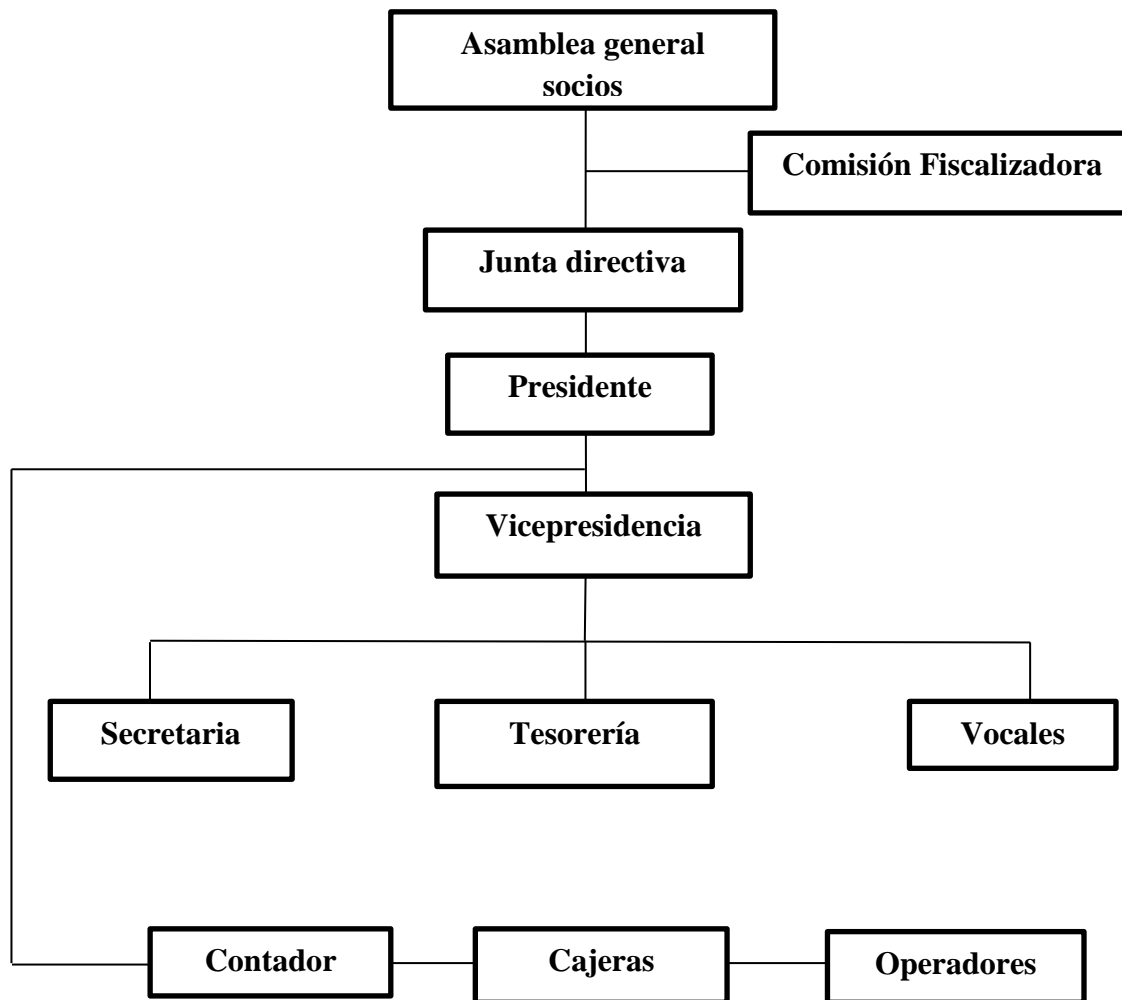 Asamblea general
socios
Comisión Fiscalizadora
Junta directiva
Presidente
Vicepresidencia
Secretaria
Tesorería
Vocales
Contador
Cajeras
Operadores